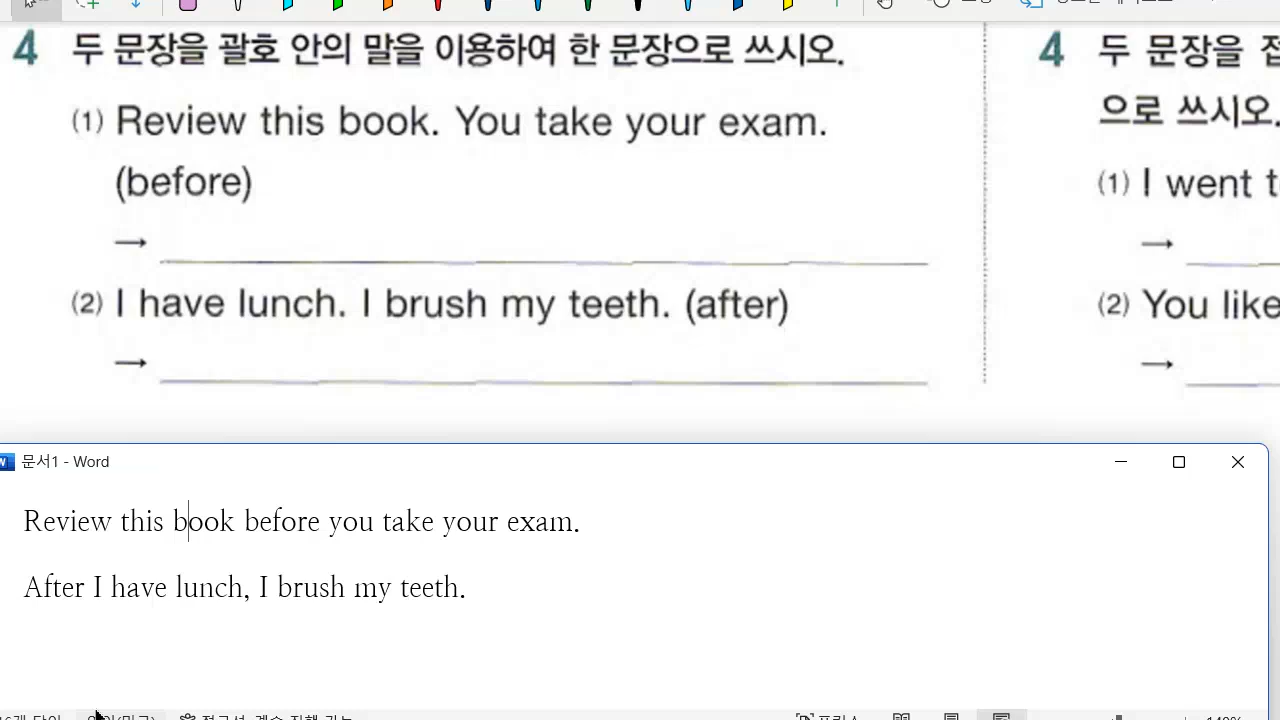 4 두 문장을 괄호 안의 말을 이용하여 한 문장으로 쓰시오.
(1) Review this book. You take your exam.
(before)
→
(2) I have lunch. I brush my teeth. (after)
→
4 두 문장을
으로 쓰시오.
(1) I went
→
(2) You like
→
문서1 - Word
Review this book before you take your exam.
After I have lunch, I brush my teeth.